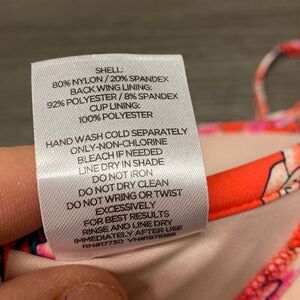 SHELL:
80% NYLON / 20% SPANDEX
BACK WING LINING:
92% POLYESTER / 8% SPANDEX
CUP LINING:
100% POLYESTER
HAND WASH COLD SEPARATELY
ONLY-NON-CHLORINE
BLEACH IF NEEDED
LINE DRY IN SHADE
DO NOT IRON
DO NOT DRY CLEAN
DO NOT WRING OR TWIST
EXCESSIVELY
FOR BEST RESULTS
RINSE AND LINE DRY
IMMEDIATELY AFTER USE